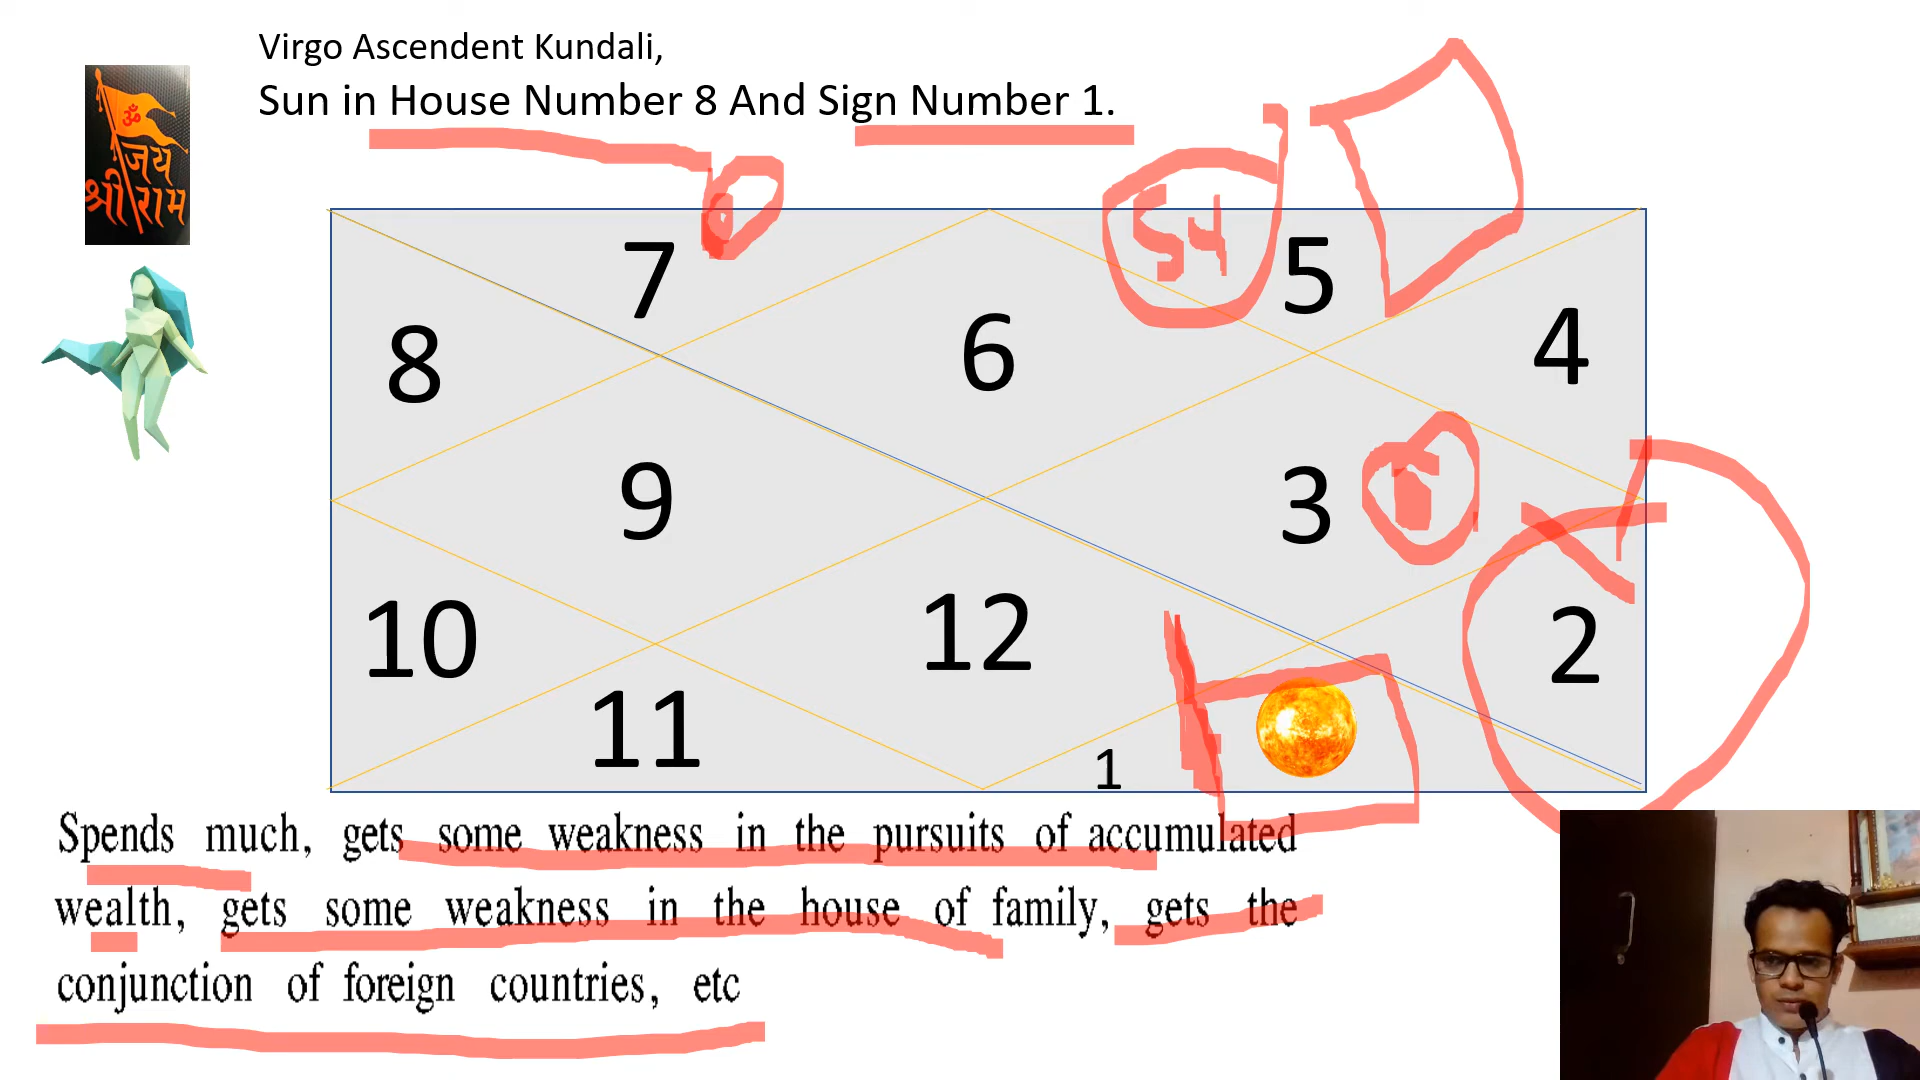 Virgo Ascendent Kundali,
Sun in House Number 8 And Sign Number 1.
ॐ
जय
श्री राम
54
7
5
8
6
4
9
3
10
12
2
11
1
Spends much, gets some weakness in the pursuits of accumulated
wealth, gets some weakness in the house of family, gets the
conjunction of foreign countries, etc